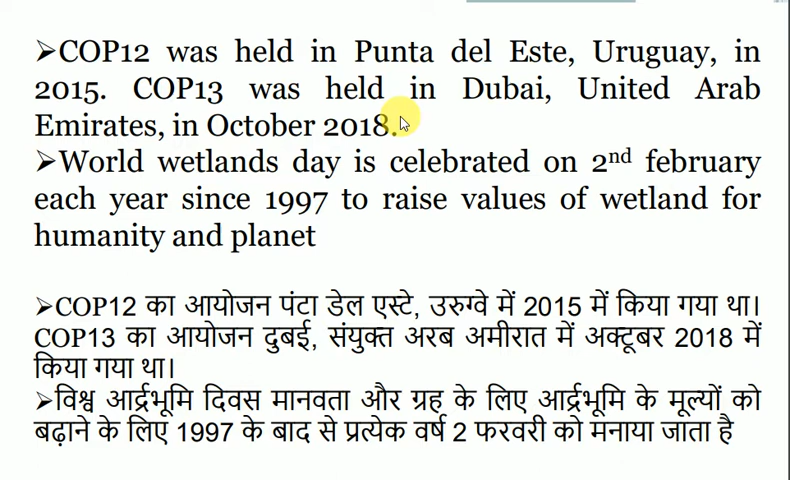 ➢COP12 was held in Punta del Este, Uruguay, in
2015. COP13 was held in Dubai, United Arab
Emirates, in October 2018.
➢World wetlands day is celebrated on 2nd february
each year since 1997 to raise values of wetland for
humanity and planet
➢COP12 का आयोजन पंटा डेल एस्टे, उरुग्वे में 2015 में किया गया था।
COP13 का आयोजन दुबई, संयुक्त अरब अमीरात में अक्टूबर 2018 में
किया गया था।
➢विश्व आर्द्रभूमि दिवस मानवता और ग्रह के लिए आर्द्रभूमि के मूल्यों को
बढ़ाने के लिए 1997 के बाद से प्रत्येक वर्ष 2 फरवरी को मनाया जाता है